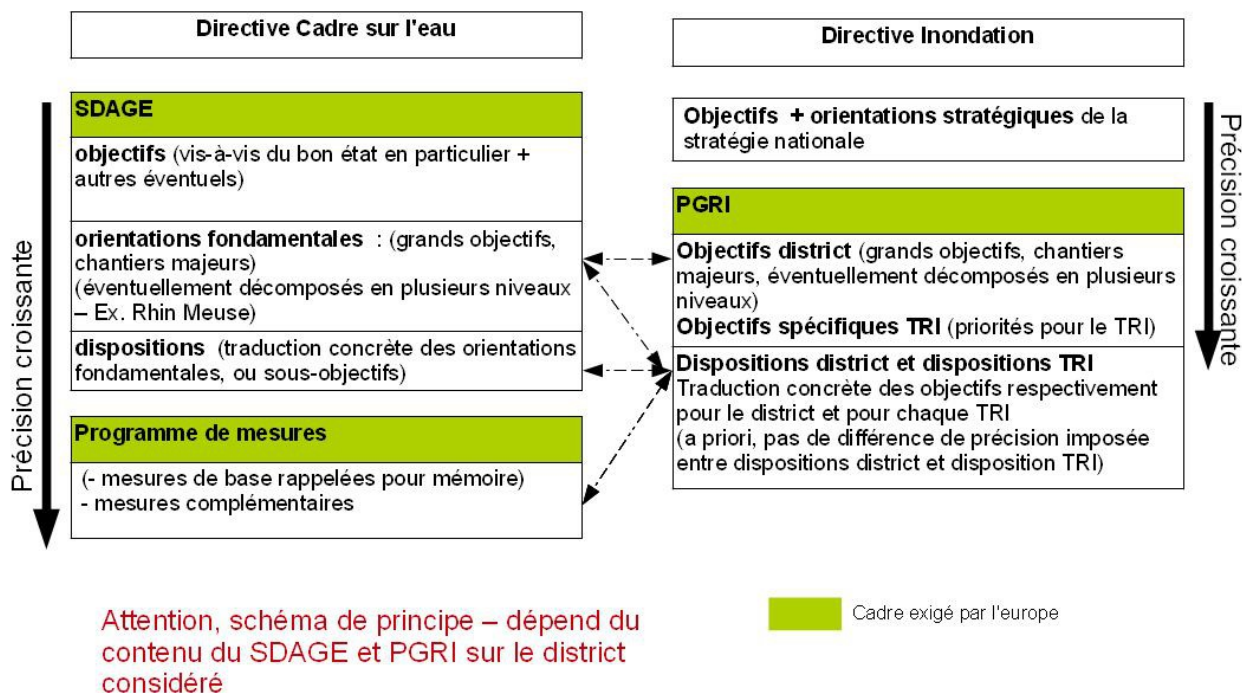 Directive Cadre sur l'eau
Précision croissante
SDAGE
objectifs (vis-à-vis du bon état en particulier +
autres éventuels)
orientations fondamentales : (grands objectifs,
chantiers majeurs)
(éventuellement décomposés en plusieurs niveaux
– Ex. Rhin Meuse)
dispositions (traduction concrète des orientations
fondamentales, ou sous-objectifs)
Programme de mesures
(- mesures de base rappelées pour mémoire)
- mesures complémentaires
Directive Inondation
Objectifs + orientations stratégiques de la
stratégie nationale
PGRI
Objectifs district (grands objectifs, chantiers
majeurs, éventuellement décomposés en plusieurs
niveaux)
Objectifs spécifiques TRI (priorités pour le TRI)
Dispositions district et dispositions TRI
Traduction concrète des objectifs respectivement
pour le district et pour chaque TRI
(a priori, pas de différence de précision imposée
entre dispositions district et disposition TRI)
Précision croissante
Attention, schéma de principe – dépend du
contenu du SDAGE et PGRI sur le district
considéré
Cadre exigé par l'europe